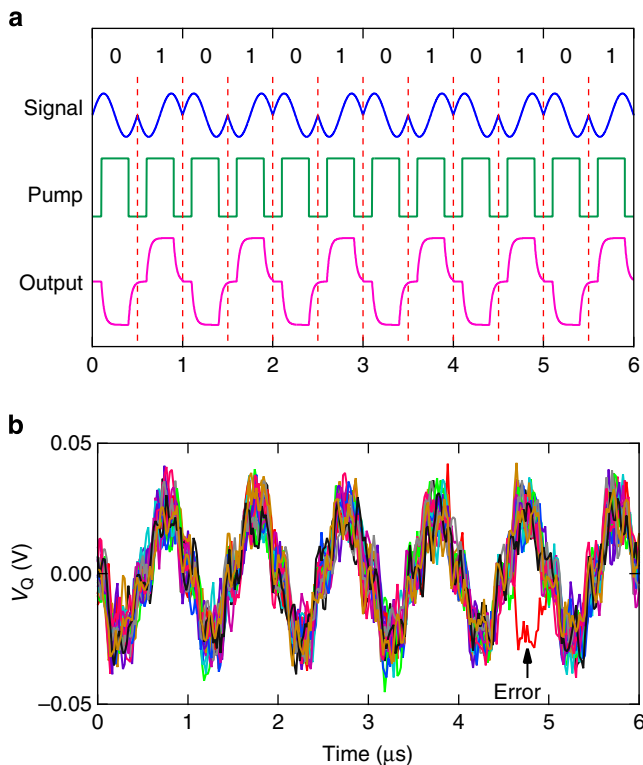 a
0 1 0 1 0 1 0 1 0 1 0 1
Signal
Pump
Output
0 1 2 3 4 5 6
b
0.05
0.00
−0.05
V_Q (V)
Error
0 1 2 3 4 5 6
Time (μs)